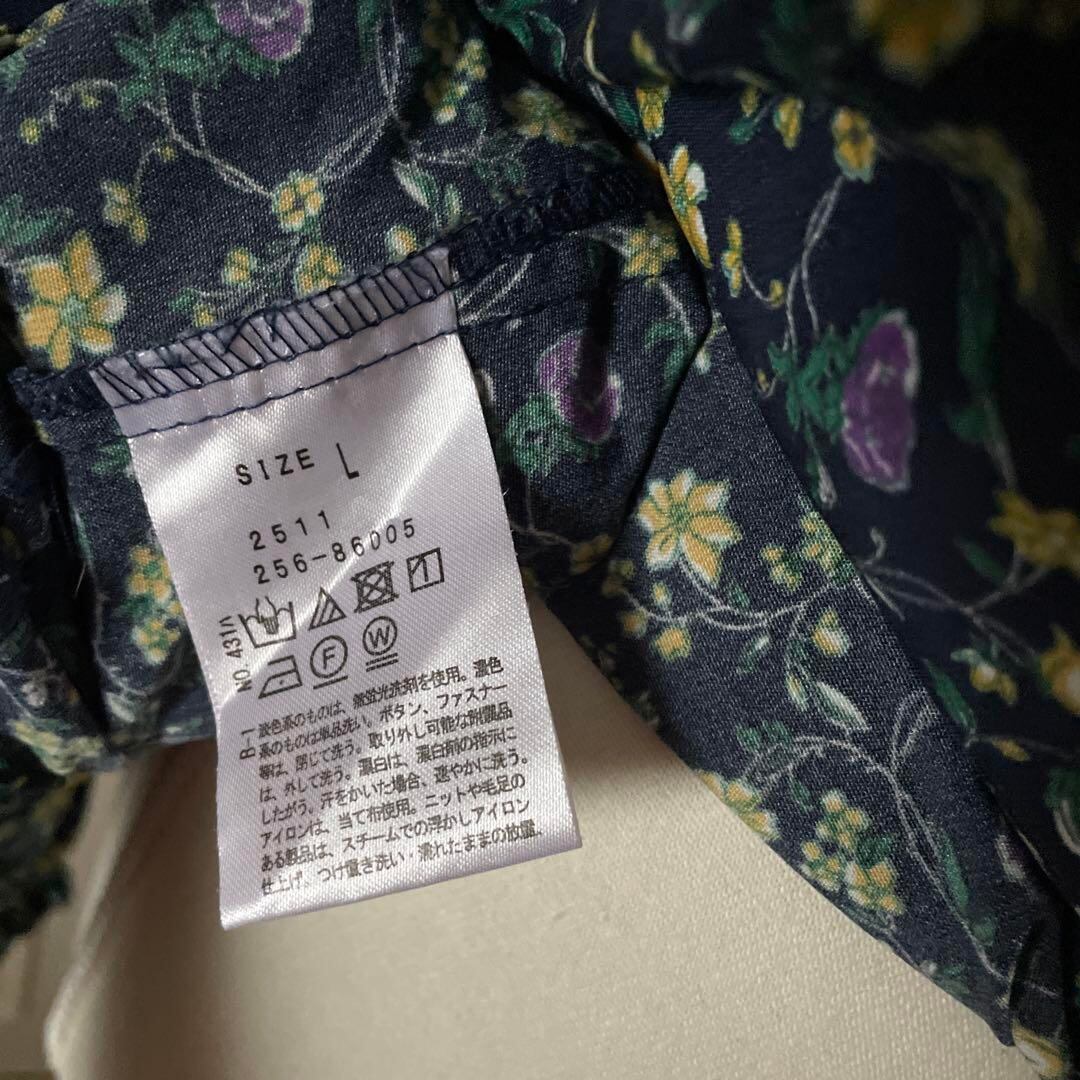 SIZE L
2511
256-86005
NO. 431A
F W
B-1 淡色系のものは、無蛍光洗剤を使用。濃色
系のものは単品洗い。ボタン、ファスナー
等は、閉じて洗う。取り外し可能な附属品
は、外して洗う。漂白は、漂白剤の指示に
したがう。汗をかいた場合、速やかに洗う。
アイロンは、当て布使用。ニットや毛足の
ある製品は、スチームでの浮かしアイロン
仕上げ。つけ置き洗い・濡れたままの放置、